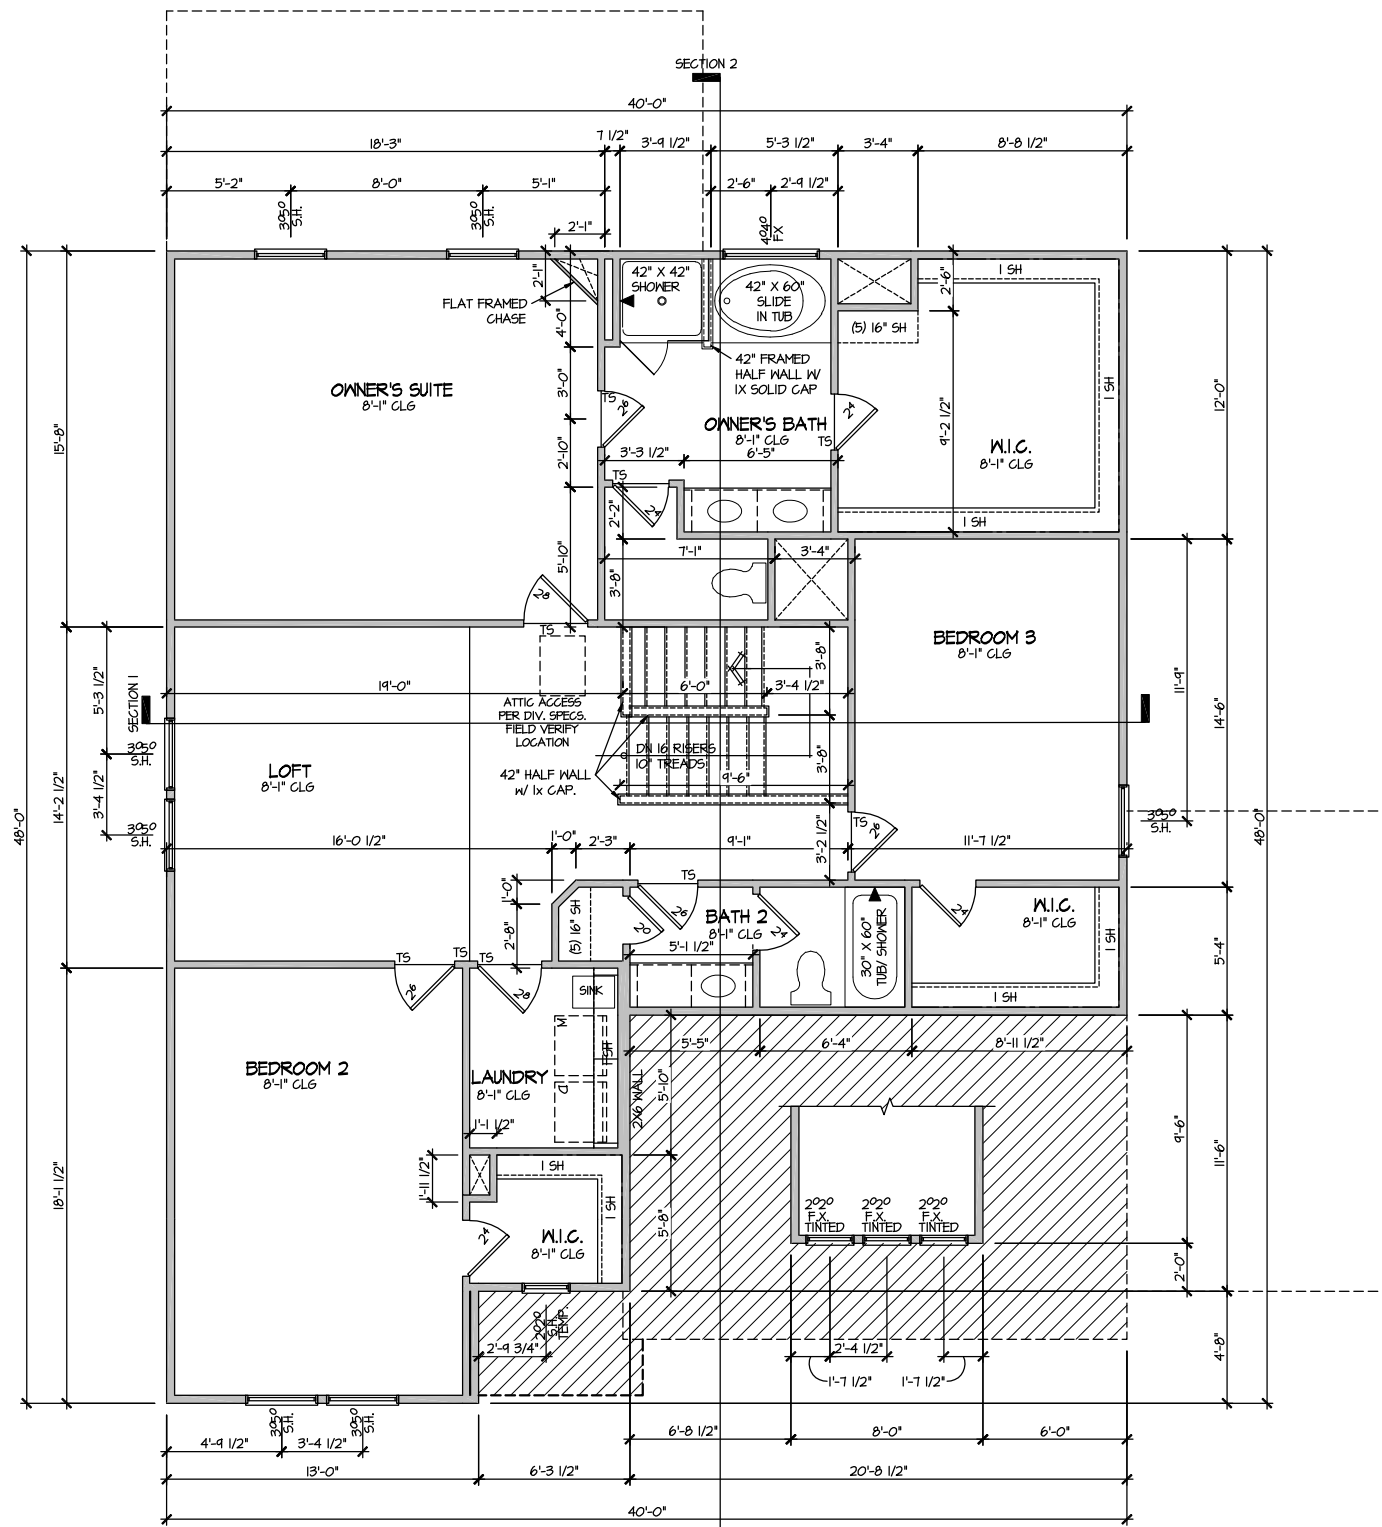 SECTION 2
40'-0"
7 1/2"
18'-3"
3'-9 1/2"
5'-3 1/2"
3'-4"
8'-8 1/2"
5'-2"
8'-0"
5'-1"
2'-6"
2'-9 1/2"
3050
S.H.
3050
S.H.
2'-1"
4040
FX
2'-1"
42" X 42"
SHOWER
42" X 60"
SLIDE
IN TUB
1 SH
2'-6"
FLAT FRAMED
CHASE
4'-0"
(5) 16" SH
42" FRAMED
HALF WALL W/
1X SOLID CAP
OWNER'S SUITE
8'-1" CLG
3'-0"
TS
26
24
1 SH
12'-0"
OWNER'S BATH
8'-1" CLG
TS
9'-2 1/2"
W.I.C.
8'-1" CLG
15'-8"
2'-10"
3'-3 1/2"
6'-5"
TS
24
2'-2"
1 SH
5'-10"
7'-1"
3'-4"
3'-8"
28
TS
BEDROOM 3
8'-1" CLG
3'-8"
11'-9"
5'-3 1/2"
SECTION 1
19'-0"
6'-0"
3'-4 1/2"
ATTIC ACCESS
PER DIV. SPECS.
FIELD VERIFY
LOCATION
14'-6"
3050
S.H.
DN 16 RISERS
10" TREADS
3'-8"
LOFT
8'-1" CLG
42" HALF WALL
W/ 1x CAP.
9'-6"
3'-4 1/2"
14'-2 1/2"
48'-0"
48'-0"
3050
S.H.
TS
26
3050
S.H.
16'-0 1/2"
1'-0"
2'-3"
9'-1"
3'-2 1/2"
11'-7 1/2"
TS
1'-0"
(5) 16" SH
26
BATH 2
8'-1" CLG
20
24
24
W.I.C.
8'-1" CLG
30" X 60"
TUB/ SHOWER
1 SH
5'-4"
2'-8"
5'-1 1/2"
TS
TS
TS
26
28
SINK
1 SH
W
1 SH
5'-5"
6'-4"
8'-11 1/2"
BEDROOM 2
8'-1" CLG
LAUNDRY
8'-1" CLG
D
2X6 WALL
5'-10"
1'-1 1/2"
9'-6"
11'-6"
1'-11 1/2"
1 SH
1 SH
18'-1 1/2"
24
W.I.C.
8'-1" CLG
5'-8"
2020
F.X.
TINTED
2020
F.X.
TINTED
2020
F.X.
TINTED
2'-0"
2020
S.H.
TEMP.
2'-9 3/4"
2'-4 1/2"
1'-7 1/2"
1'-7 1/2"
4'-8"
3050
S.H.
3050
S.H.
4'-9 1/2"
3'-4 1/2"
6'-8 1/2"
8'-0"
6'-0"
13'-0"
6'-3 1/2"
20'-8 1/2"
40'-0"